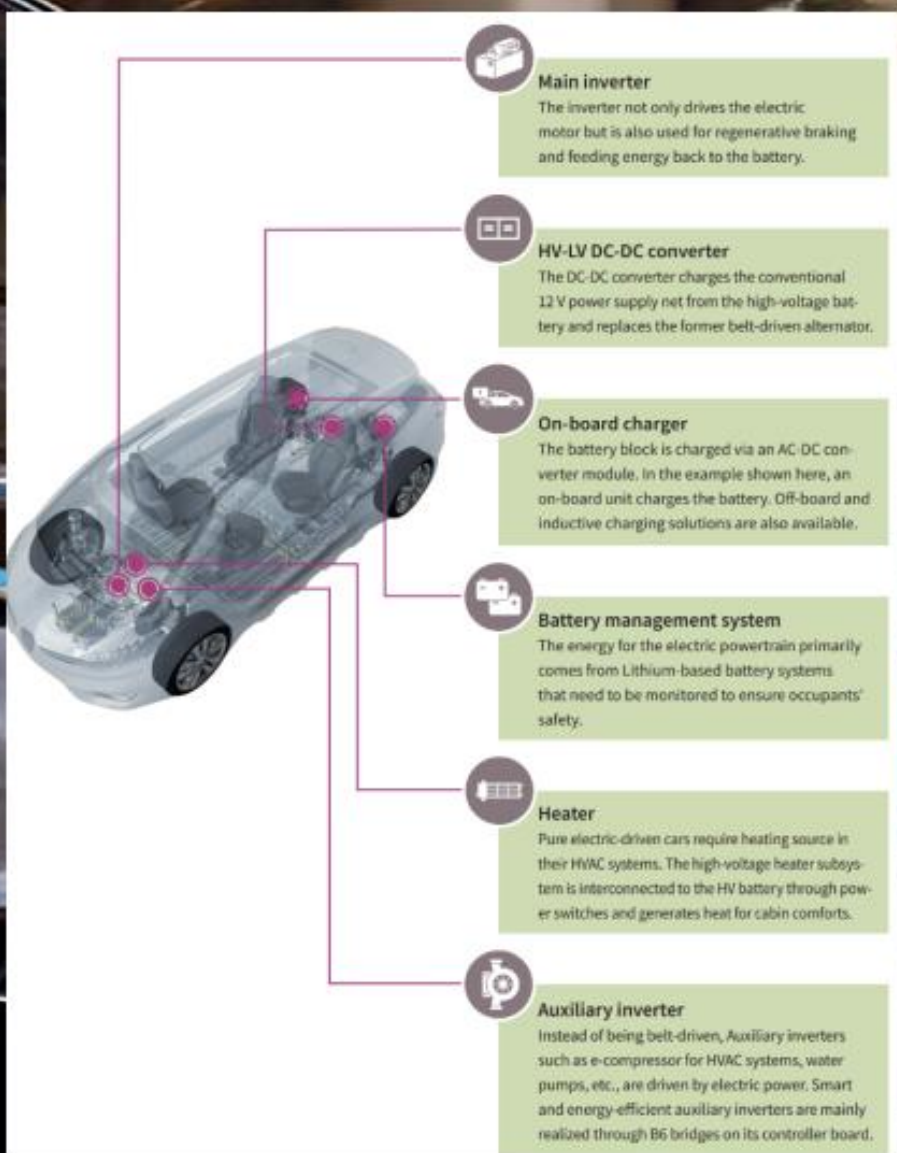 Main inverter
The inverter not only drives the electric
motor but is also used for regenerative braking
and feeding energy back to the battery.
HV-LV DC-DC converter
The DC-DC converter charges the conventional
12 V power supply net from the high-voltage bat-
tery and replaces the former belt-driven alternator.
On-board charger
The battery block is charged via an AC-DC con-
verter module. In the example shown here, an
on-board unit charges the battery. Off-board and
inductive charging solutions are also available.
Battery management system
The energy for the electric powertrain primarily
comes from Lithium-based battery systems
that need to be monitored to ensure occupants'
safety.
Heater
Pure electric-driven cars require heating source in
their HVAC systems. The high-voltage heater subsys-
tem is interconnected to the HV battery through pow-
er switches and generates heat for cabin comforts.
Auxiliary inverter
Instead of being belt-driven, Auxiliary inverters
such as e-compressor for HVAC systems, water
pumps, etc., are driven by electric power. Smart
and energy-efficient auxiliary inverters are mainly
realized through B6 bridges on its controller board.